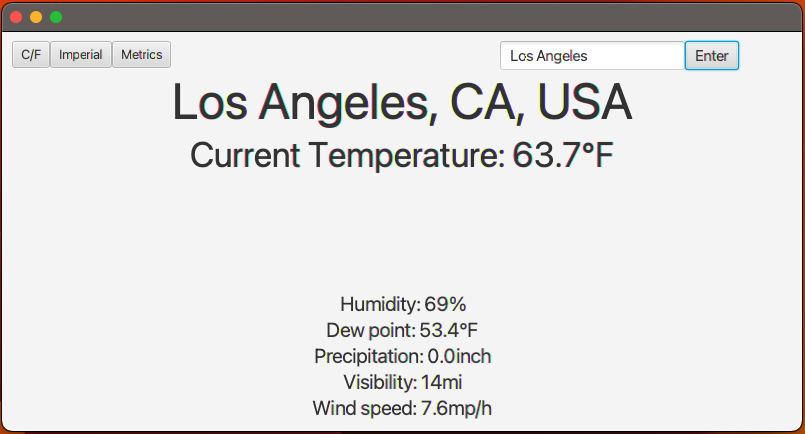 C/F Imperial Metrics Los Angeles Enter
Los Angeles, CA, USA
Current Temperature: 63.7°F
Humidity: 69%
Dew point: 53.4°F
Precipitation: 0.0inch
Visibility: 14mi
Wind speed: 7.6mp/h